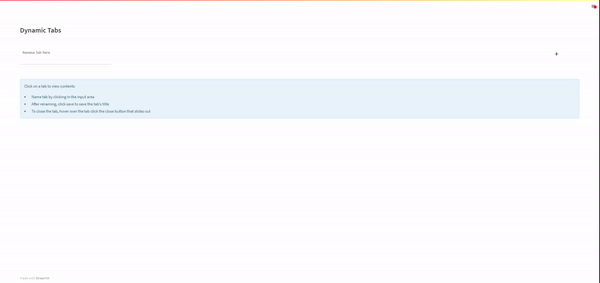 Dynamic Tabs
Rename tab here
+
Click on a tab to view contents.
• Name tab by clicking in the input area
• After renaming, click save to save the tab's title
• To close the tab, hover over the tab click the close button that slides out
Made with Streamlit